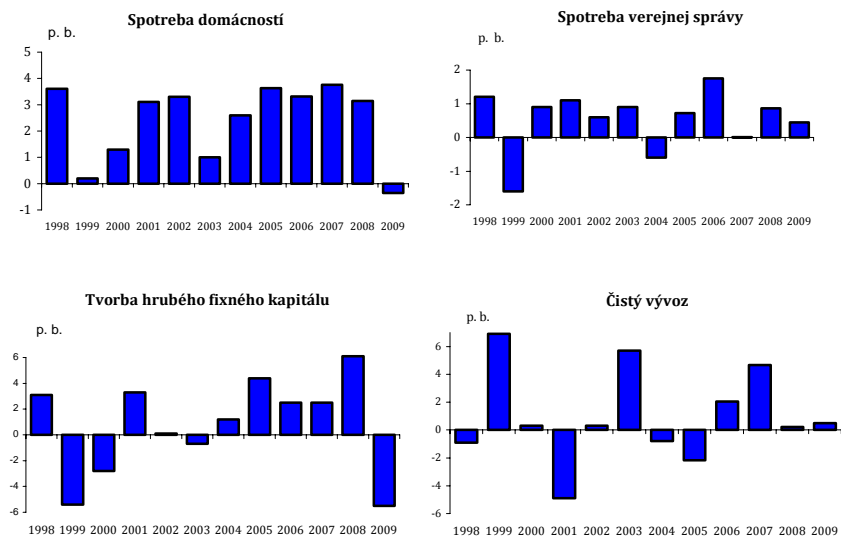 Spotreba domácností
p. b.
5
4
3
2
1
0
-1
1998 1999 2000 2001 2002 2003 2004 2005 2006 2007 2008 2009
Spotreba verejnej správy
p. b.
2
1
0
-1
-2
1998 1999 2000 2001 2002 2003 2004 2005 2006 2007 2008 2009
Tvorba hrubého fixného kapitálu
p. b.
6
4
2
0
-2
-4
-6
1998 1999 2000 2001 2002 2003 2004 2005 2006 2007 2008 2009
Čistý vývoz
p. b.
6
4
2
0
-2
-4
-6
1998 1999 2000 2001 2002 2003 2004 2005 2006 2007 2008 2009